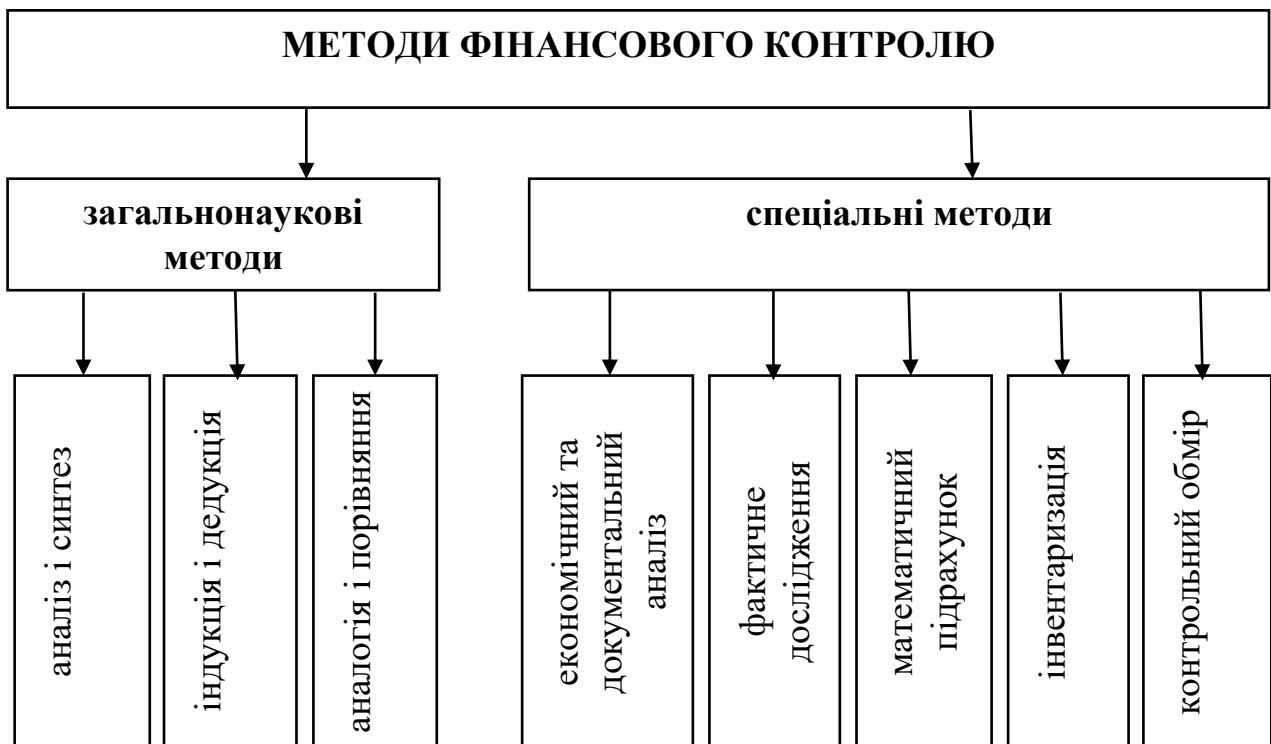 МЕТОДИ ФІНАНСОВОГО КОНТРОЛЮ
загальнонаукові
методи
спеціальні методи
аналіз і синтез
індукція і дедукція
аналогія і порівняння
економічний та
документальний
аналіз
фактичне
дослідження
математичний
підрахунок
інвентаризація
контрольний обмір